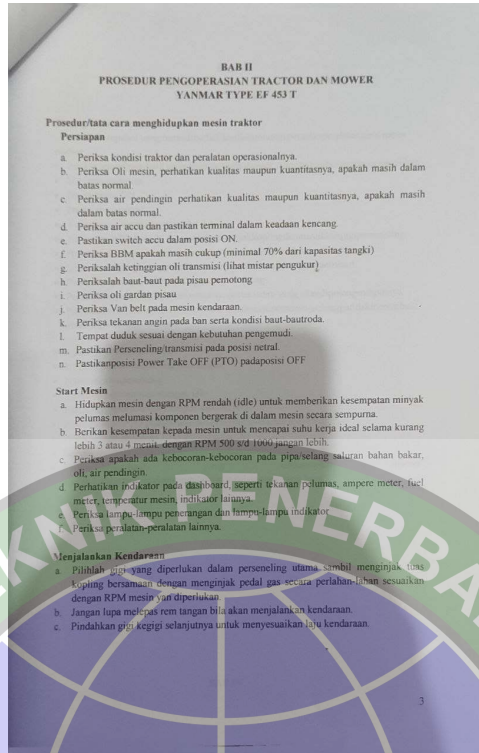 BAB II
PROSEDUR PENGOPERASIAN TRACTOR DAN MOWER
YANMAR TYPE EF 453 T
Prosedur/tata cara menghidupkan mesin traktor
Persiapan
a. Periksa kondisi traktor dan peralatan operasionalnya.
b. Periksa Oli mesin, perhatikan kualitas maupun kuantitasnya, apakah masih dalam
batas normal.
c. Periksa air pendingin perhatikan kualitas maupun kuantitasnya, apakah masih
dalam batas normal.
d. Periksa air accu dan pastikan terminal dalam keadaan kencang.
e. Pastikan switch accu dalam posisi ON.
f. Periksa BBM apakah masih cukup (minimal 70% dari kapasitas tangki)
g. Periksalah ketinggian oli transmisi (lihat mistar pengukur)
h. Periksalah baut-baut pada pisau pemotong
i. Periksa oli gardan pisau
j. Periksa Van belt pada mesin kendaraan.
k. Periksa tekanan angin pada ban serta kondisi baut-bautroda.
l. Tempat duduk sesuai dengan kebutuhan pengemudi.
m. Pastikan Perseneling/transmisi pada posisi netral.
n. Pastikanposisi Power Take OFF (PTO) padaposisi OFF
Start Mesin
a. Hidupkan mesin dengan RPM rendah (idle) untuk memberikan kesempatan minyak
pelumas melumasi komponen bergerak di dalam mesin secara sempurna.
b. Berikan kesempatan kepada mesin untuk mencapai suhu kerja ideal selama kurang
lebih 3 atau 4 menit, dengan RPM 500 s/d 1000 jangan lebih.
c. Periksa apakah ada kebocoran-kebocoran pada pipa/selang saluran bahan bakar,
oli, air pendingin.
d. Perhatikan indikator pada dashboard, seperti tekanan pelumas, ampere meter, fuel
meter, temperatur mesin, indikator lainnya.
e. Periksa lampu-lampu penerangan dan lampu-lampu indikator
f. Periksa peralatan-peralatan lainnya.
Menjalankan Kendaraan
a. Pilihlah gigi yang diperlukan dalam perseneling utama sambil menginjak tuas
kopling bersamaan dengan menginjak pedal gas secara perlahan-lahan sesuaikan
dengan RPM mesin yan diperlukan.
b. Jangan lupa melepas rem tangan bila akan menjalankan kendaraan.
c. Pindahkan gigi kegigi selanjutnya untuk menyesuaikan laju kendaraan.
3